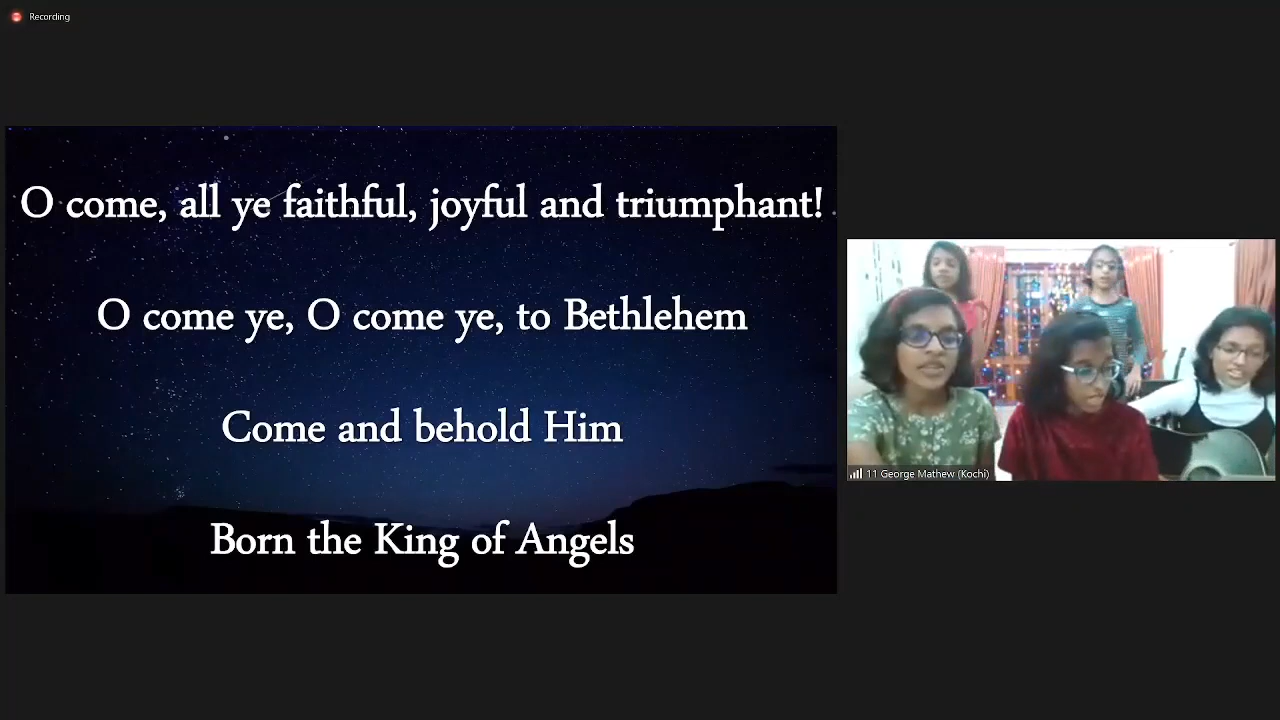 Recording
O come, all ye faithful, joyful and triumphant!
O come ye, O come ye, to Bethlehem
Come and behold Him
Born the King of Angels
11 George Mathew (Kochi)